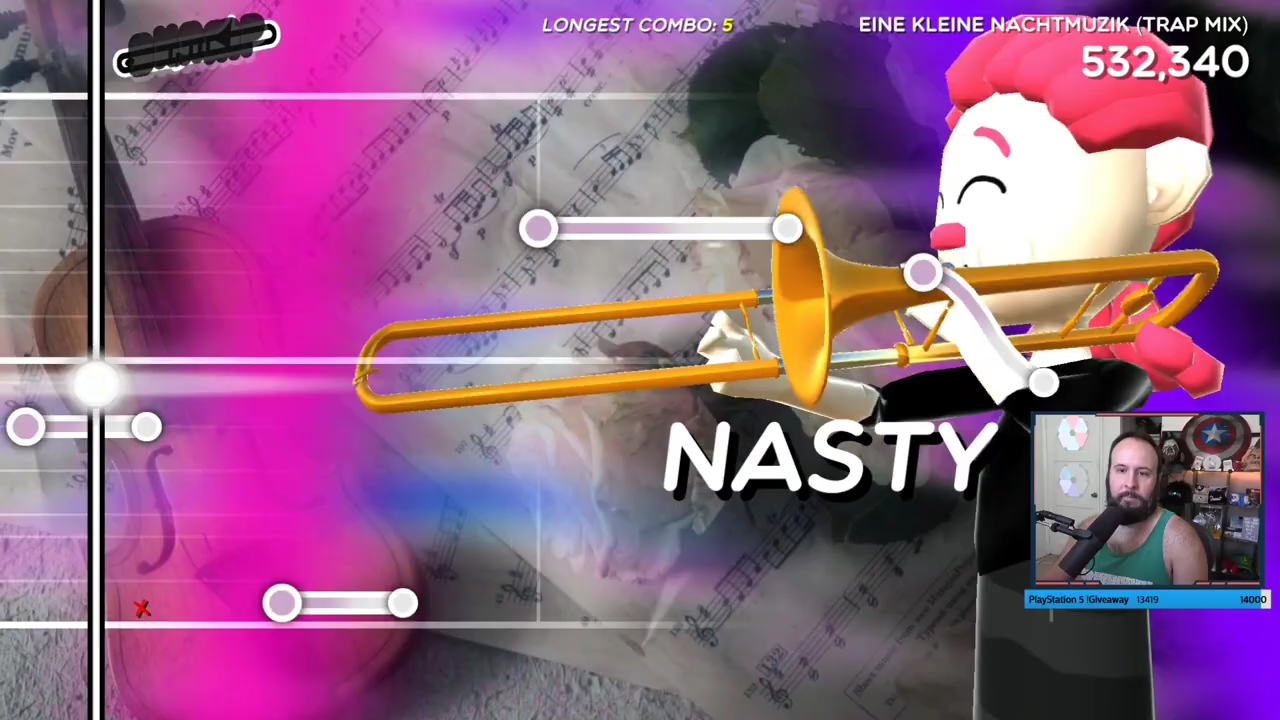 LONGEST COMBO: 5
EINE KLEINE NACHTMUZIK (TRAP MIX)
532,340
NASTY
PlayStation 5 !Giveaway 13419 14000